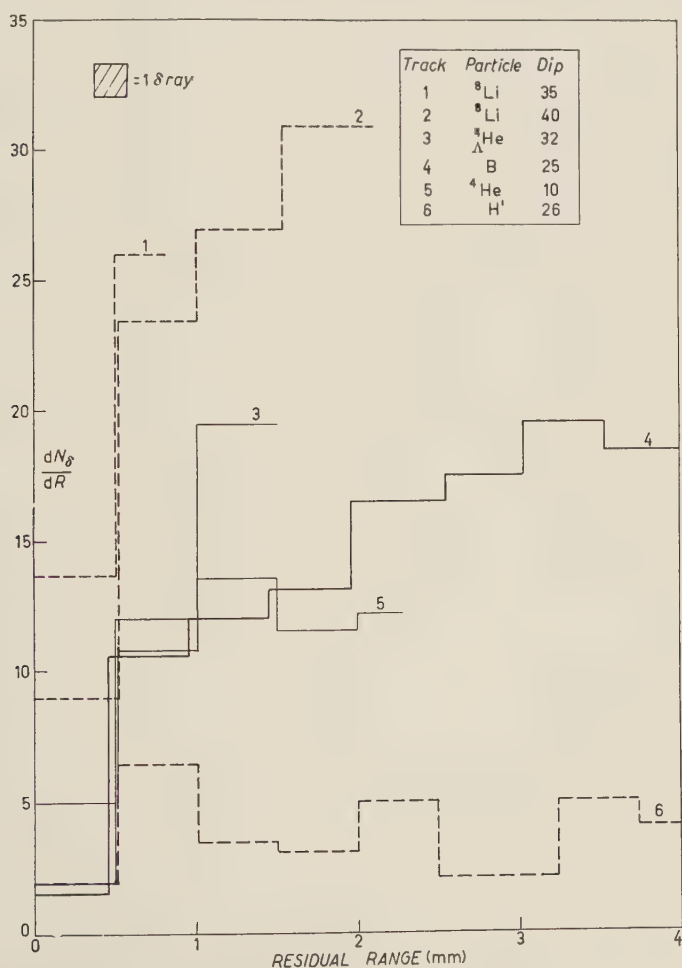 35
= 1 δ ray
Track Particle Dip
1 ⁸Li 35
2 ⁸Li 40
3 Λ He 32
4 B 25
5 ⁴He 10
6 H' 26
30
25
20
15
10
5
0
dNδ
dR
1
2
3
4
5
6
0 1 2 3 4
RESIDUAL RANGE (mm)